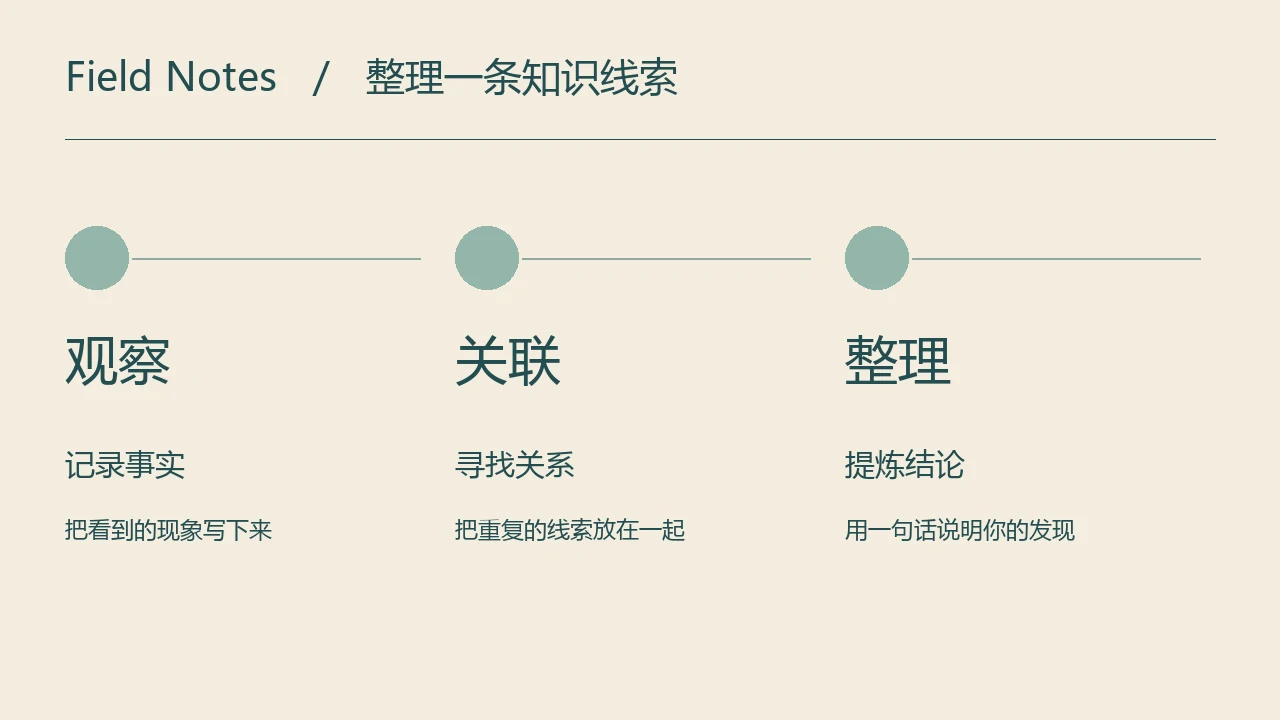 Field Notes / 整理一条知识线索
观察
记录事实
把看到的现象写下来
关联
寻找关系
把重复的线索放在一起
整理
提炼结论
用一句话说明你的发现